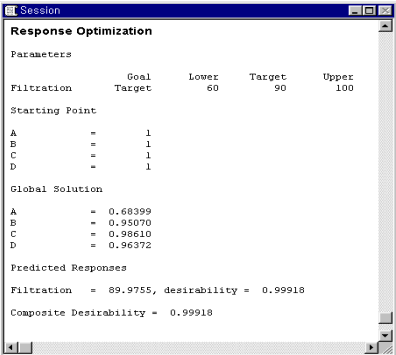 Session
Response Optimization
Parameters
Goal Lower Target Upper
Filtration Target 60 90 100
Starting Point
A = 1
B = 1
C = 1
D = 1
Global Solution
A = 0.68399
B = 0.95070
C = 0.98610
D = 0.96372
Predicted Responses
Filtration = 89.9755, desirability = 0.99918
Composite Desirability = 0.99918